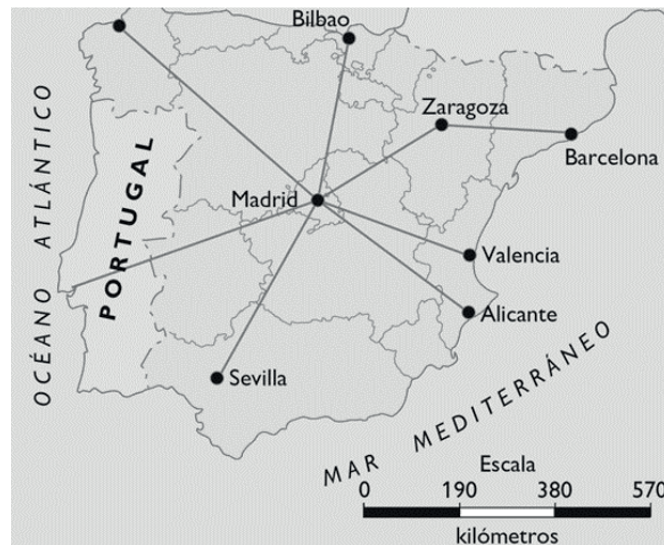 Bilbao
Zaragoza
Barcelona
Madrid
Valencia
Alicante
Sevilla
PORTUGAL
OCÉANO ATLÁNTICO
MAR MEDITERRÁNEO
Escala
0 190 380 570
kilómetros